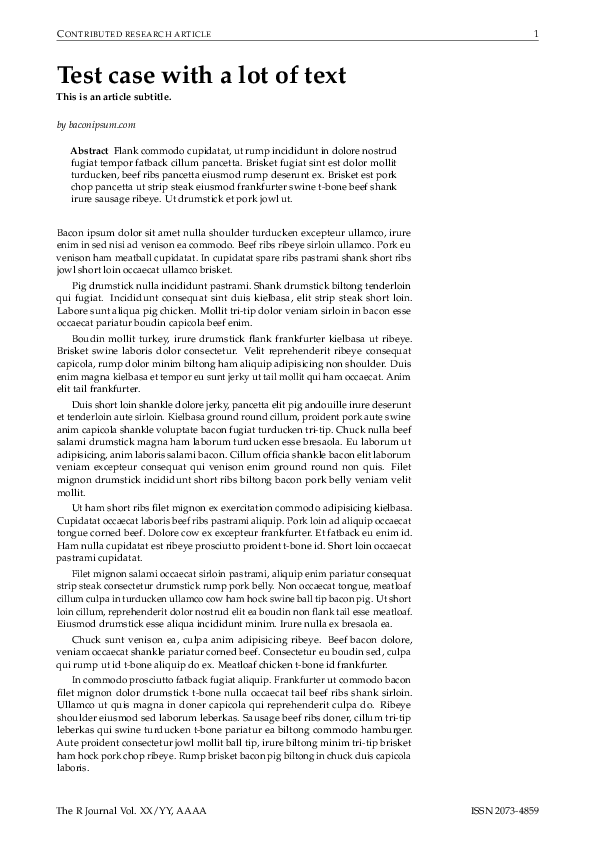 CONTRIBUTED RESEARCH ARTICLE 1
Test case with a lot of text
This is an article subtitle.
by baconipsum.com
Abstract Flank commodo cupidatat, ut rump incididunt in dolore nostrud
fugiat tempor fatback cillum pancetta. Brisket fugiat sint est dolor mollit
turducken, beef ribs pancetta eiusmod rump deserunt ex. Brisket est pork
chop pancetta ut strip steak eiusmod frankfurter swine t-bone beef shank
irure sausage ribeye. Ut drumstick et pork jowl ut.
Bacon ipsum dolor sit amet nulla shoulder turducken excepteur ullamco, irure
enim in sed nisi ad venison ea commodo. Beef ribs ribeye sirloin ullamco. Pork eu
venison ham meatball cupidatat. In cupidatat spare ribs pastrami shank short ribs
jowl short loin occaecat ullamco brisket.
Pig drumstick nulla incididunt pastrami. Shank drumstick biltong tenderloin
qui fugiat. Incididunt consequat sint duis kielbasa, elit strip steak short loin.
Labore sunt aliqua pig chicken. Mollit tri-tip dolor veniam sirloin in bacon esse
occaecat pariatur boudin capicola beef enim.
Boudin mollit turkey, irure drumstick flank frankfurter kielbasa ut ribeye.
Brisket swine laboris dolor consectetur. Velit reprehenderit ribeye consequat
capicola, rump dolor minim biltong ham aliquip adipisicing non shoulder. Duis
enim magna kielbasa et tempor eu sunt jerky ut tail mollit qui ham occaecat. Anim
elit tail frankfurter.
Duis short loin shankle dolore jerky, pancetta elit pig andouille irure deserunt
et tenderloin aute sirloin. Kielbasa ground round cillum, proident pork aute swine
anim capicola shankle voluptate bacon fugiat turducken tri-tip. Chuck nulla beef
salami drumstick magna ham laborum turducken esse bresaola. Eu laborum ut
adipisicing, anim laboris salami bacon. Cillum officia shankle bacon elit laborum
veniam excepteur consequat qui venison enim ground round non quis. Filet
mignon drumstick incididunt short ribs biltong bacon pork belly veniam velit
mollit.
Ut ham short ribs filet mignon ex exercitation commodo adipisicing kielbasa.
Cupidatat occaecat laboris beef ribs pastrami aliquip. Pork loin ad aliquip occaecat
tongue corned beef. Dolore cow ex excepteur frankfurter. Et fatback eu enim id.
Ham nulla cupidatat est ribeye prosciutto proident t-bone id. Short loin occaecat
pastrami cupidatat.
Filet mignon salami occaecat sirloin pastrami, aliquip enim pariatur consequat
strip steak consectetur drumstick rump pork belly. Non occaecat tongue, meatloaf
cillum culpa in turducken ullamco cow ham hock swine ball tip bacon pig. Ut short
loin cillum, reprehenderit dolor nostrud elit ea boudin non flank tail esse meatloaf.
Eiusmod drumstick esse aliqua incididunt minim. Irure nulla ex bresaola ea.
Chuck sunt venison ea, culpa anim adipisicing ribeye. Beef bacon dolore,
veniam occaecat shankle pariatur corned beef. Consectetur eu boudin sed, culpa
qui rump ut id t-bone aliquip do ex. Meatloaf chicken t-bone id frankfurter.
In commodo prosciutto fatback fugiat aliquip. Frankfurter ut commodo bacon
filet mignon dolor drumstick t-bone nulla occaecat tail beef ribs shank sirloin.
Ullamco ut quis magna in doner capicola qui reprehenderit culpa do. Ribeye
shoulder eiusmod sed laborum leberkas. Sausage beef ribs doner, cillum tri-tip
leberkas qui swine turducken t-bone pariatur ea biltong commodo hamburger.
Aute proident consectetur jowl mollit ball tip, irure biltong minim tri-tip brisket
ham hock pork chop ribeye. Rump brisket bacon pig biltong in chuck duis capicola
laboris.
The R Journal Vol. XX/YY, AAAA ISSN 2073-4859